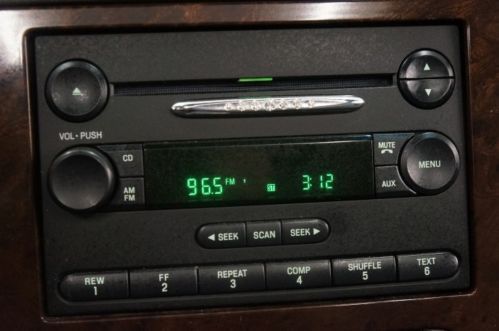 VOL • PUSH
CD
AM
FM
96.5 FM
3:12
MUTE
AUX
MENU
◄ SEEK
SCAN
SEEK ►
REW
1
FF
2
REPEAT
3
COMP
4
SHUFFLE
5
TEXT
6